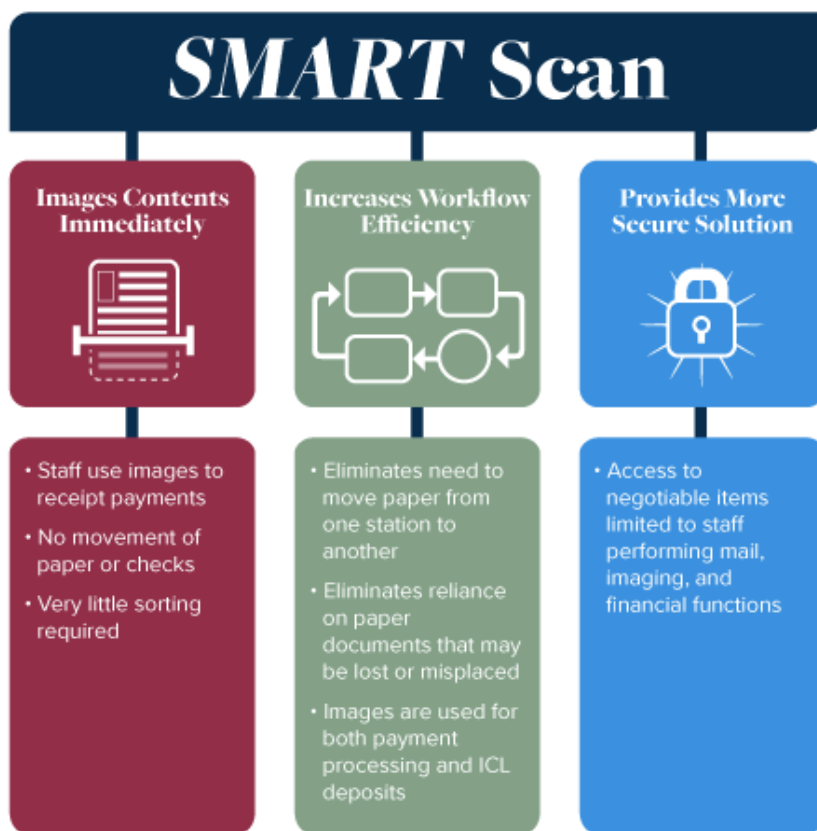 SMART Scan
Images Contents
Immediately
• Staff use images to
receipt payments
• No movement of
paper or checks
• Very little sorting
required
Increases Workflow
Efficiency
• Eliminates need to
move paper from
one station to
another
• Eliminates reliance
on paper
documents that may
be lost or misplaced
• Images are used for
both payment
processing and ICL
deposits
Provides More
Secure Solution
• Access to
negotiable items
limited to staff
performing mail,
imaging, and
financial functions